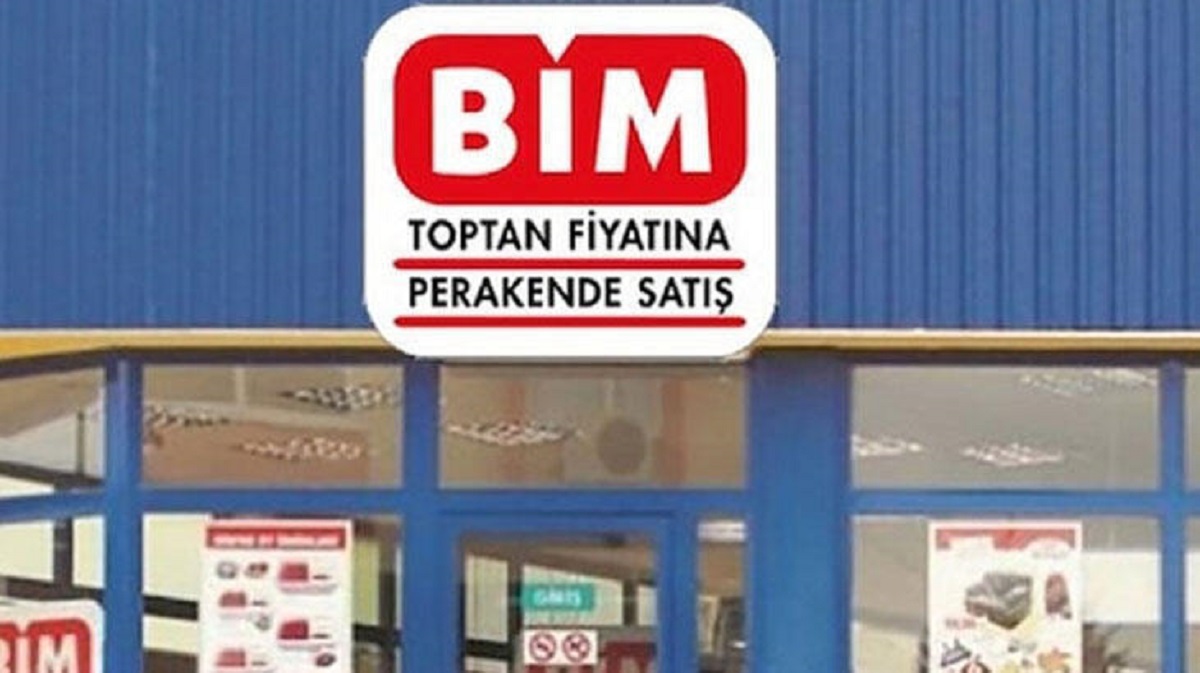 BİM
TOPTAN FİYATINA
PERAKENDE SATIŞ
GİRİŞ
BİM